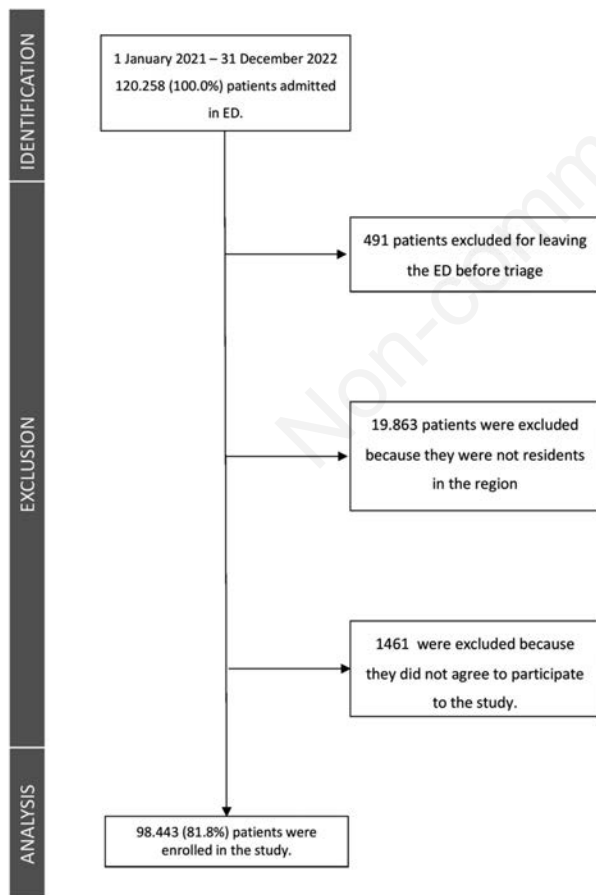 IDENTIFICATION
1 January 2021 – 31 December 2022
120.258 (100.0%) patients admitted
in ED.
EXCLUSION
491 patients excluded for leaving
the ED before triage
19.863 patients were excluded
because they were not residents
in the region
1461 were excluded because
they did not agree to participate
to the study.
ANALYSIS
98.443 (81.8%) patients were
enrolled in the study.
Non-comm